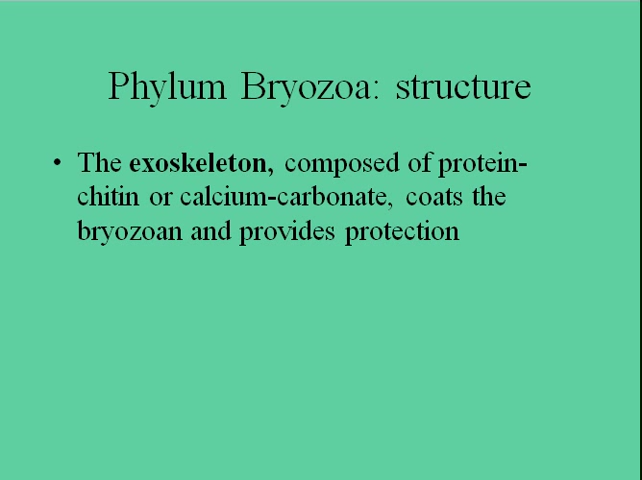 Phylum Bryozoa: structure
• The exoskeleton, composed of protein-
chitin or calcium-carbonate, coats the
bryozoan and provides protection